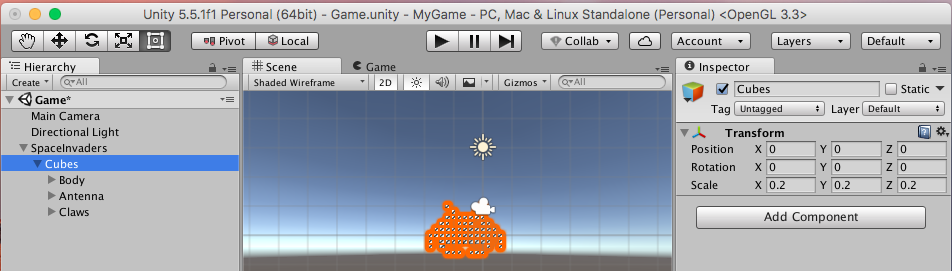 Unity 5.5.1f1 Personal (64bit) - Game.unity - MyGame - PC, Mac & Linux Standalone (Personal) <OpenGL 3.3>
Pivot Local Collab Account Layers Default
Hierarchy Scene Game Inspector
Create All Shaded Wireframe 2D Gizmos All Cubes Static
Game* Tag Untagged Layer Default
Main Camera
Directional Light Transform
SpaceInvaders Position X 0 Y 0 Z 0
Cubes Rotation X 0 Y 0 Z 0
Body Scale X 0.2 Y 0.2 Z 0.2
Antenna
Claws Add Component